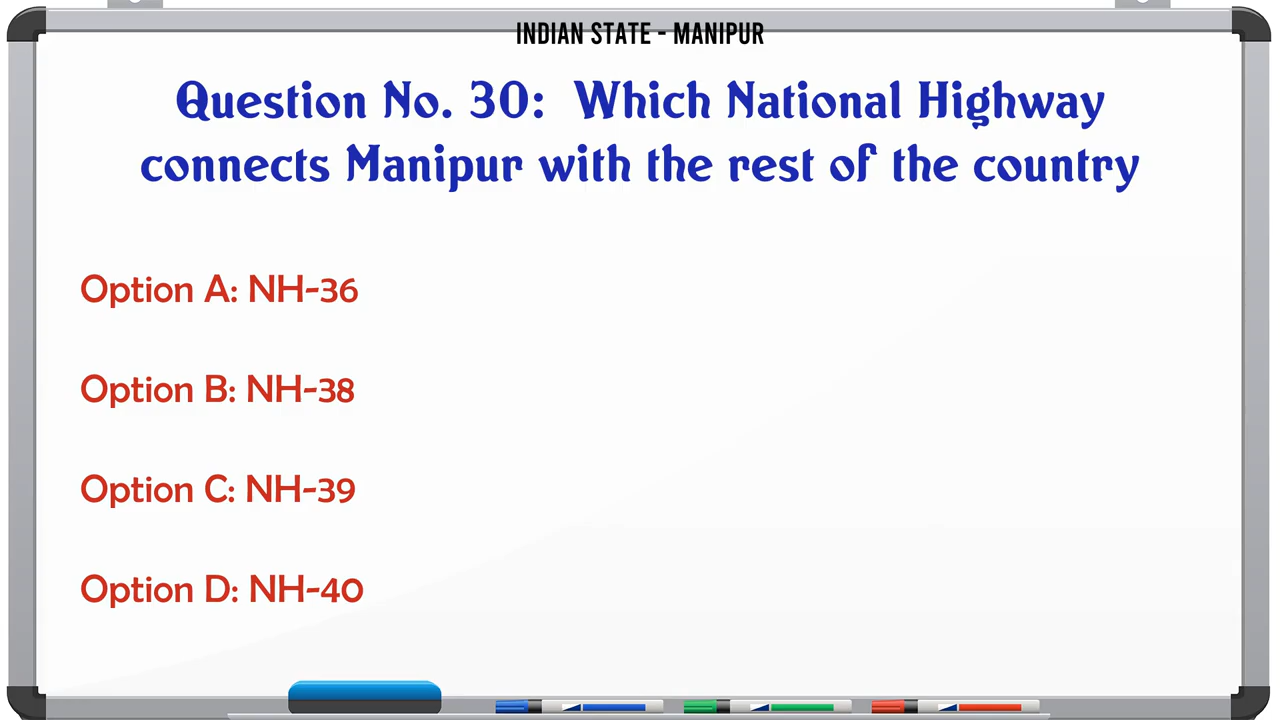 INDIAN STATE - MANIPUR
Question No. 30: Which National Highway
connects Manipur with the rest of the country
Option A: NH-36
Option B: NH-38
Option C: NH-39
Option D: NH-40